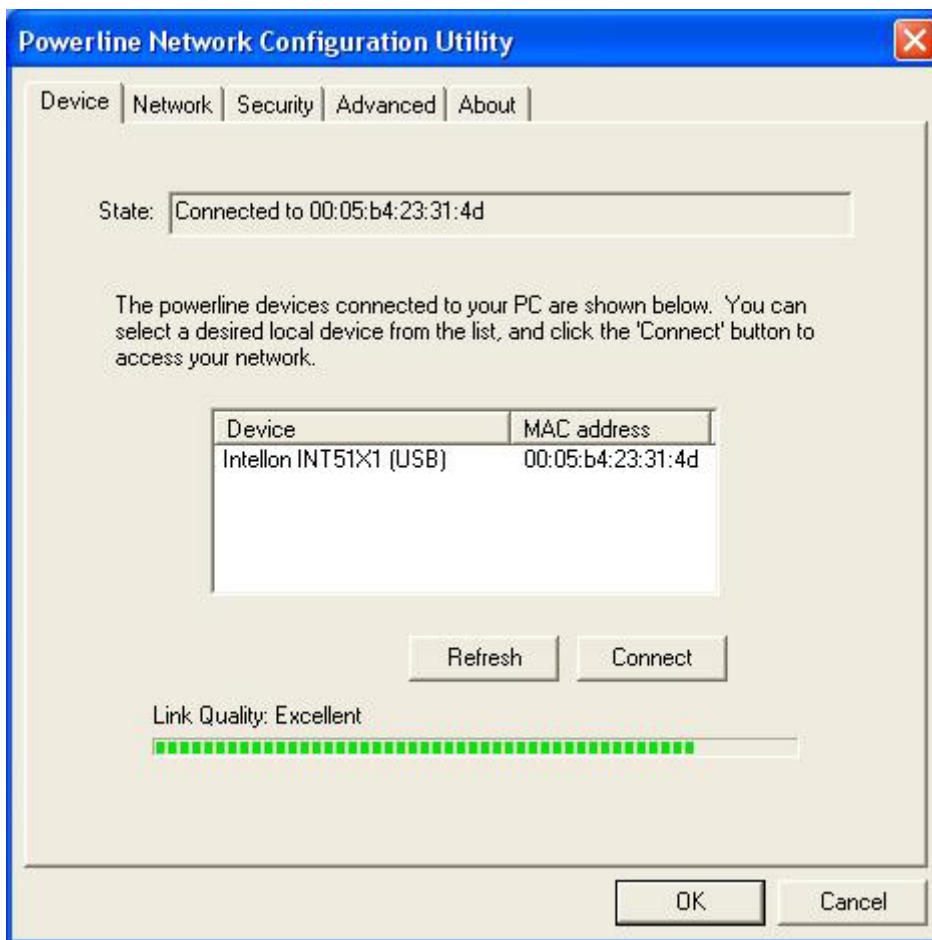 Powerline Network Configuration Utility
Device Network Security Advanced About
State: Connected to 00:05:b4:23:31:4d
The powerline devices connected to your PC are shown below. You can
select a desired local device from the list, and click the 'Connect' button to
access your network.
Device MAC address
Intellon INT51X1 (USB) 00:05:b4:23:31:4d
Refresh Connect
Link Quality: Excellent
OK Cancel